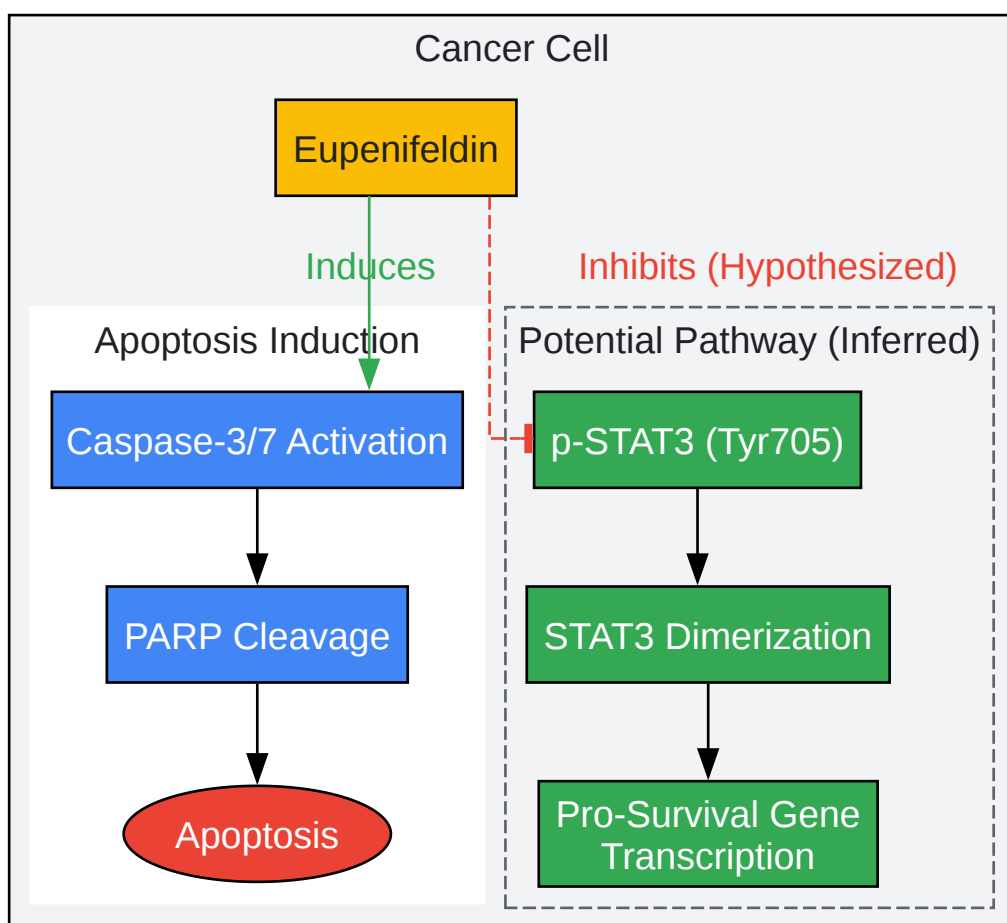 Cancer Cell
Eupenifeldin
Induces
Inhibits (Hypothesized)
Apoptosis Induction
Potential Pathway (Inferred)
Caspase-3/7 Activation
p-STAT3 (Tyr705)
PARP Cleavage
STAT3 Dimerization
Apoptosis
Pro-Survival Gene
Transcription